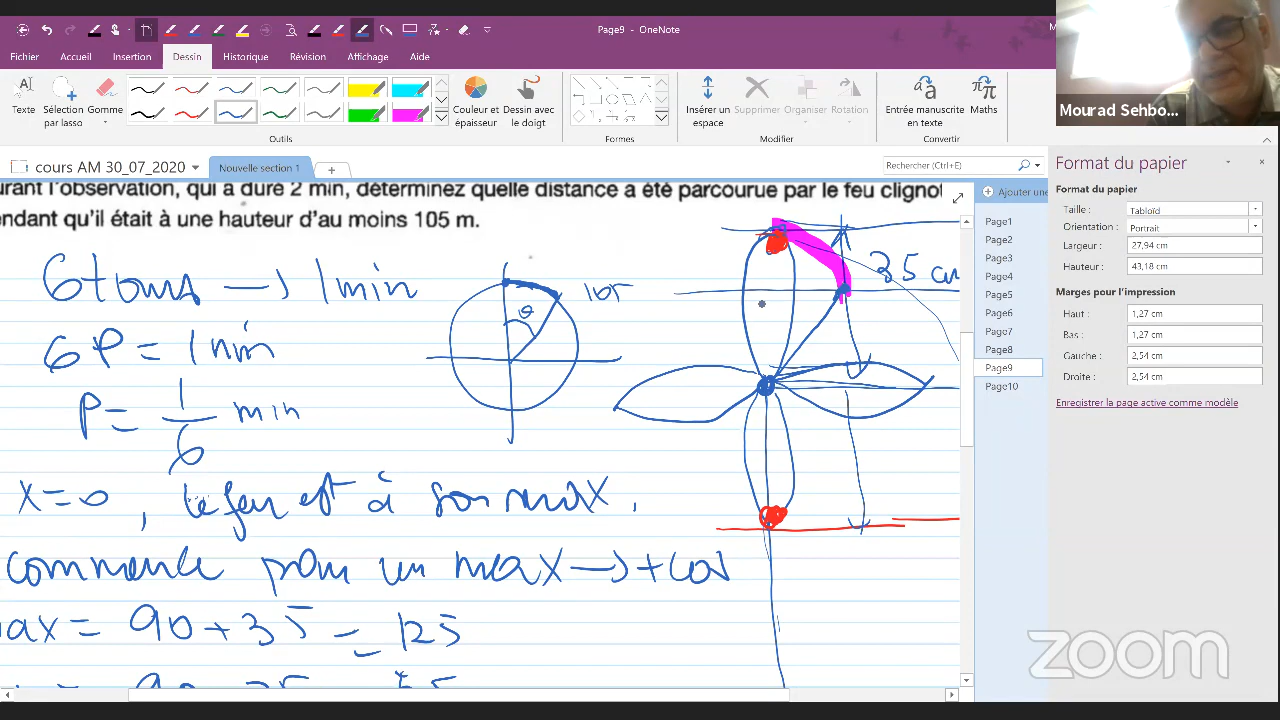 Page9 - OneNote
Fichier Accueil Insertion Dessin Historique Révision Affichage Aide
Texte Sélection par lasso Gomme Couleur et épaisseur Dessin avec le doigt Insérer un espace Supprimer Organiser Rotation Entrée manuscrite en texte Maths
Outils Formes Modifier Convertir
Mourad Sehbo...
cours AM 30_07_2020 Nouvelle section 1 +
Rechercher (Ctrl+E)
urant l'observation, qui a duré 2 min, déterminez quelle distance a été parcourue par le feu clignot
endant qu'il était à une hauteur d'au moins 105 m.
6 tours → 1 min
6P = 1 min
P = 1/6 min
x = 0, le feu est à son max.
commence pour un max → + cos
ax = 90 + 35 = 125
θ
105
35 cm
Ajouter une
Page1
Page2
Page3
Page4
Page5
Page6
Page7
Page8
Page9
Page10
Format du papier
Format du papier
Taille : Tabloïd
Orientation : Portrait
Largeur : 27,94 cm
Hauteur : 43,18 cm
Marges pour l'impression
Haut : 1,27 cm
Bas : 1,27 cm
Gauche : 2,54 cm
Droite : 2,54 cm
Enregistrer la page active comme modèle
zoom